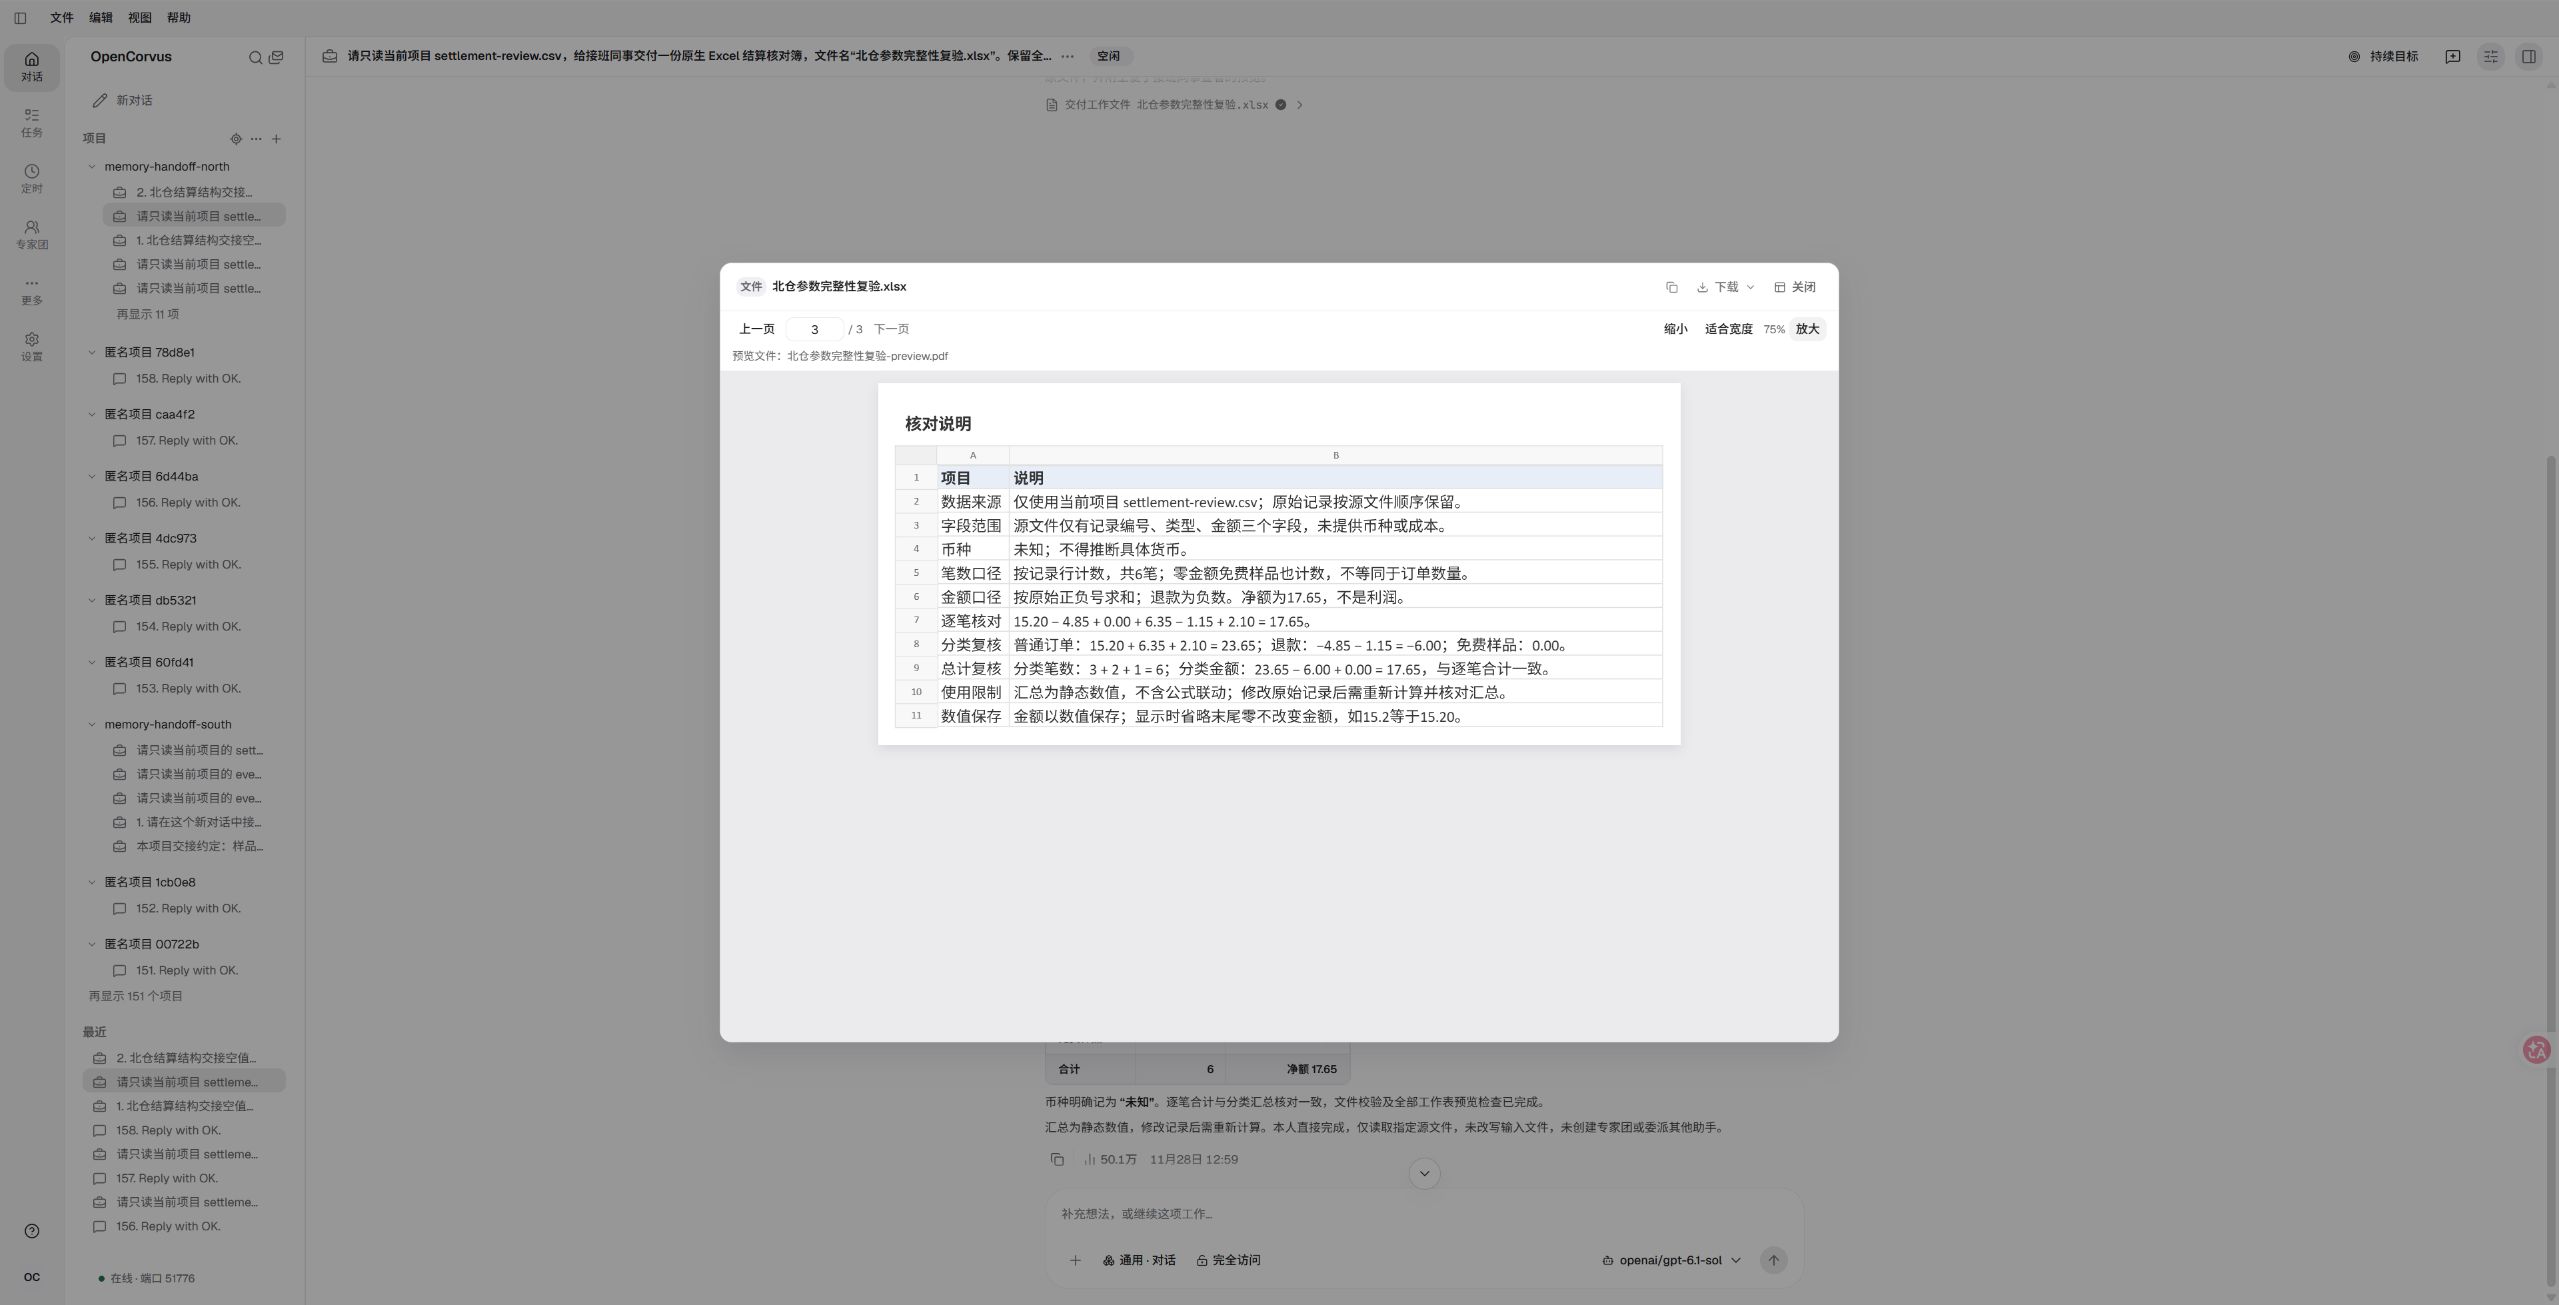 文件 编辑 视图 帮助
对话
任务
定时
专家团
更多
设置
OC
OpenCorvus
新对话
项目
memory-handoff-north
2. 北仓结算结构交接...
请只读当前项目 settle...
1. 北仓结算结构交接空...
请只读当前项目 settle...
请只读当前项目 settle...
再显示 11 项
匿名项目 78d8e1
158. Reply with OK.
匿名项目 caa4f2
157. Reply with OK.
匿名项目 6d44ba
156. Reply with OK.
匿名项目 4dc973
155. Reply with OK.
匿名项目 db5321
154. Reply with OK.
匿名项目 60fd41
153. Reply with OK.
memory-handoff-south
请只读当前项目的 sett...
请只读当前项目的 eve...
请只读当前项目的 eve...
1. 请在这个新对话中接...
本项目交接约定：样品...
匿名项目 1cb0e8
152. Reply with OK.
匿名项目 00722b
151. Reply with OK.
再显示 151 个项目
最近
2. 北仓结算结构交接空值...
请只读当前项目 settleme...
1. 北仓结算结构交接空值...
158. Reply with OK.
请只读当前项目 settleme...
157. Reply with OK.
请只读当前项目 settleme...
156. Reply with OK.
在线 · 端口 51776
请只读当前项目 settlement-review.csv，给接班同事交付一份原生 Excel 结算核对簿，文件名“北仓参数完整性复验.xlsx”。保留全... 空闲
持续目标
交付工作文件 北仓参数完整性复验.xlsx
文件 北仓参数完整性复验.xlsx
下载 关闭
上一页 3 / 3 下一页
缩小 适合宽度 75% 放大
预览文件：北仓参数完整性复验-preview.pdf
核对说明
A B
1 项目 说明
2 数据来源 仅使用当前项目 settlement-review.csv；原始记录按源文件顺序保留。
3 字段范围 源文件仅有记录编号、类型、金额三个字段，未提供币种或成本。
4 币种 未知；不得推断具体货币。
5 笔数口径 按记录行计数，共6笔；零金额免费样品也计数，不等同于订单数量。
6 金额口径 按原始正负号求和；退款为负数。净额为17.65，不是利润。
7 逐笔核对 15.20 − 4.85 + 0.00 + 6.35 − 1.15 + 2.10 = 17.65。
8 分类复核 普通订单：15.20 + 6.35 + 2.10 = 23.65；退款：−4.85 − 1.15 = −6.00；免费样品：0.00。
9 总计复核 分类笔数：3 + 2 + 1 = 6；分类金额：23.65 − 6.00 + 0.00 = 17.65，与逐笔合计一致。
10 使用限制 汇总为静态数值，不含公式联动；修改原始记录后需重新计算并核对汇总。
11 数值保存 金额以数值保存；显示时省略末尾零不改变金额，如15.2等于15.20。
合计 6 净额 17.65
币种明确记为 “未知”。逐笔合计与分类汇总核对一致，文件校验及全部工作表预览检查已完成。
汇总为静态数值，修改记录后需重新计算。本人直接完成，仅读取指定源文件，未改写输入文件，未创建专家团或委派其他助手。
50.1万 11月28日 12:59
补充想法，或继续这项工作...
通用 · 对话 完全访问
openai/gpt-6.1-sol